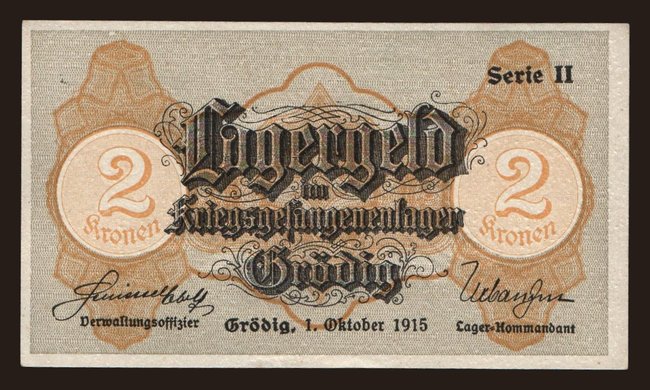 Serie II
Lagergeld
im
Kriegsgefangenenlager
Grödig
2
Kronen
2
Kronen
Verwaltungsoffizier
Grödig, 1. Oktober 1915
Lager-Kommandant